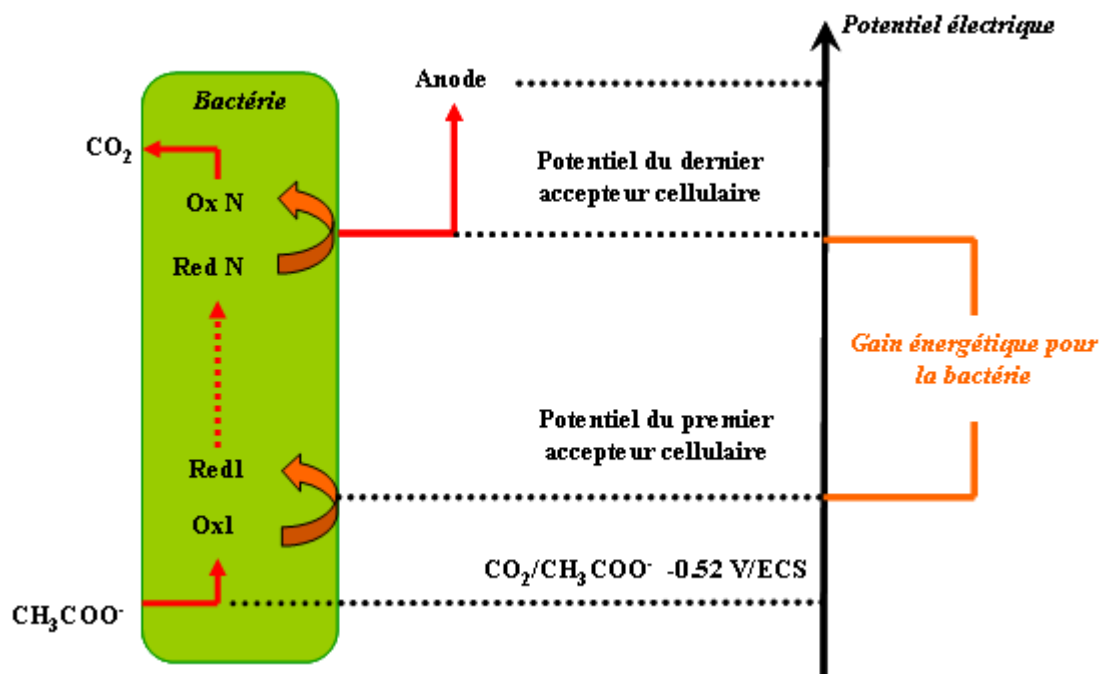 Potentiel électrique
Anode
Bactérie
CO₂
Potentiel du dernier
accepteur cellulaire
Ox N
Red N
Gain énergétique pour
la bactérie
Potentiel du premier
accepteur cellulaire
Red1
Ox1
CO₂/CH₃COO⁻ -0.52 V/ECS
CH₃COO⁻